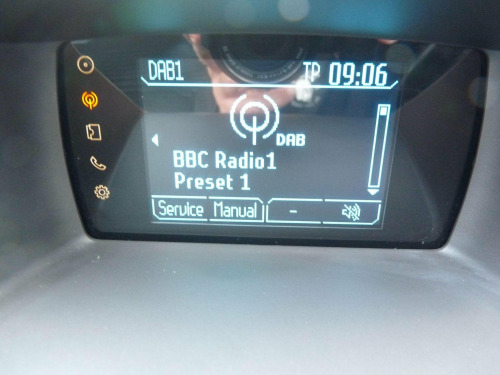 DAB1 TP 09:06
DAB
BBC Radio1
Preset 1
Service Manual -